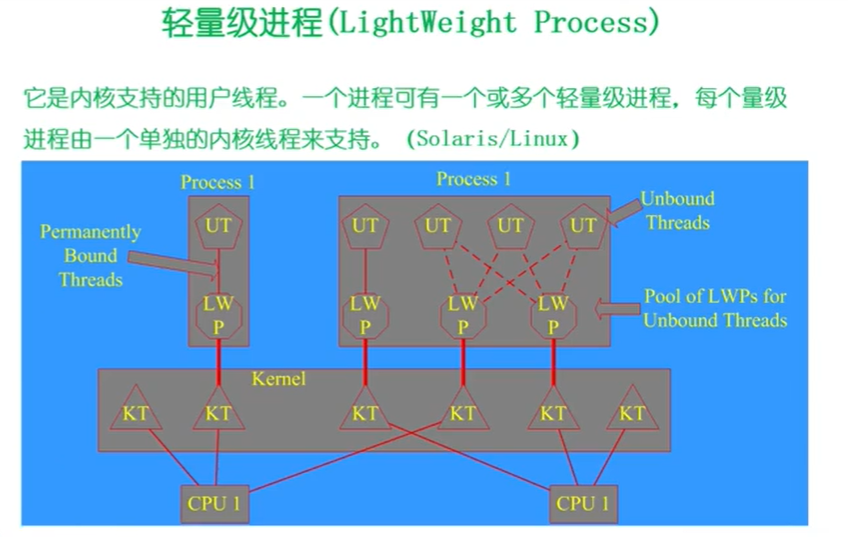 轻量级进程(LightWeight Process)
它是内核支持的用户线程。一个进程可有一个或多个轻量级进程，每个量级
进程由一个单独的内核线程来支持。（Solaris/Linux）
Process 1
Process 1
Unbound
Threads
Permanently
Bound
Threads
UT
UT
UT
UT
UT
LW
P
LW
P
LW
P
LW
P
Pool of LWPs for
Unbound Threads
Kernel
KT
KT
KT
KT
KT
KT
CPU 1
CPU 1